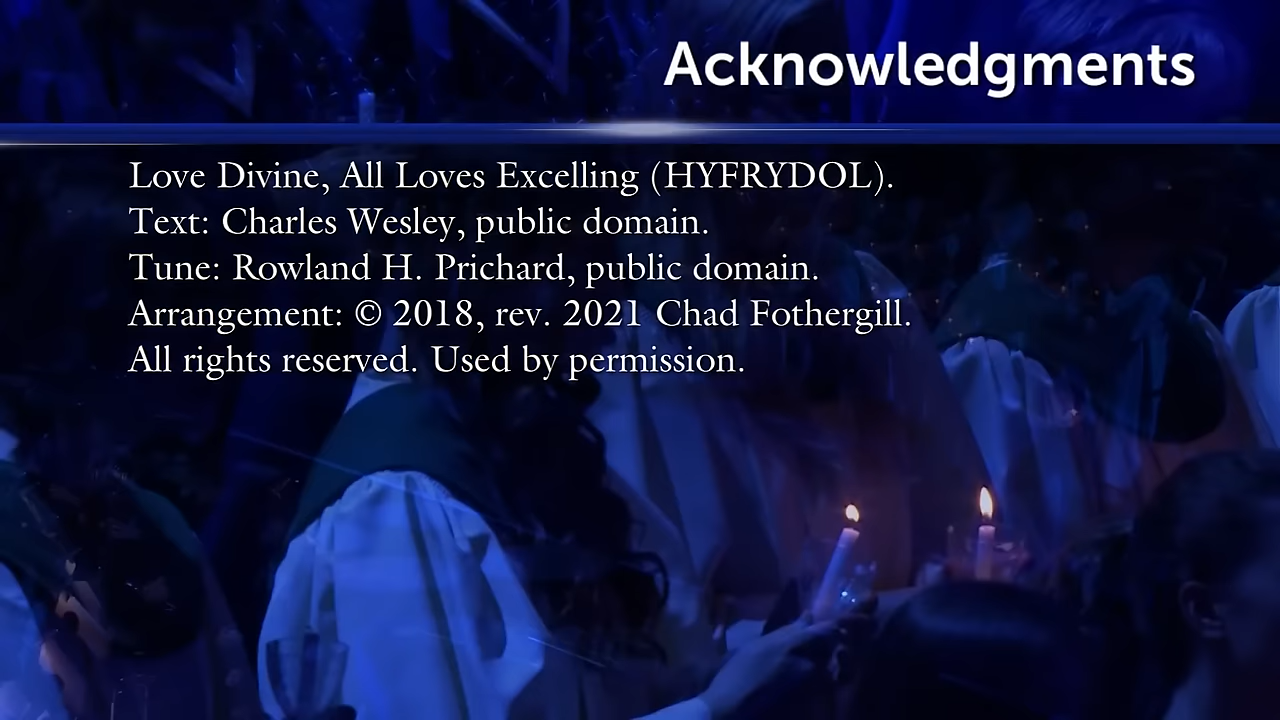 Acknowledgments
Love Divine, All Loves Excelling (HYFRYDOL).
Text: Charles Wesley, public domain.
Tune: Rowland H. Prichard, public domain.
Arrangement: © 2018, rev. 2021 Chad Fothergill.
All rights reserved. Used by permission.